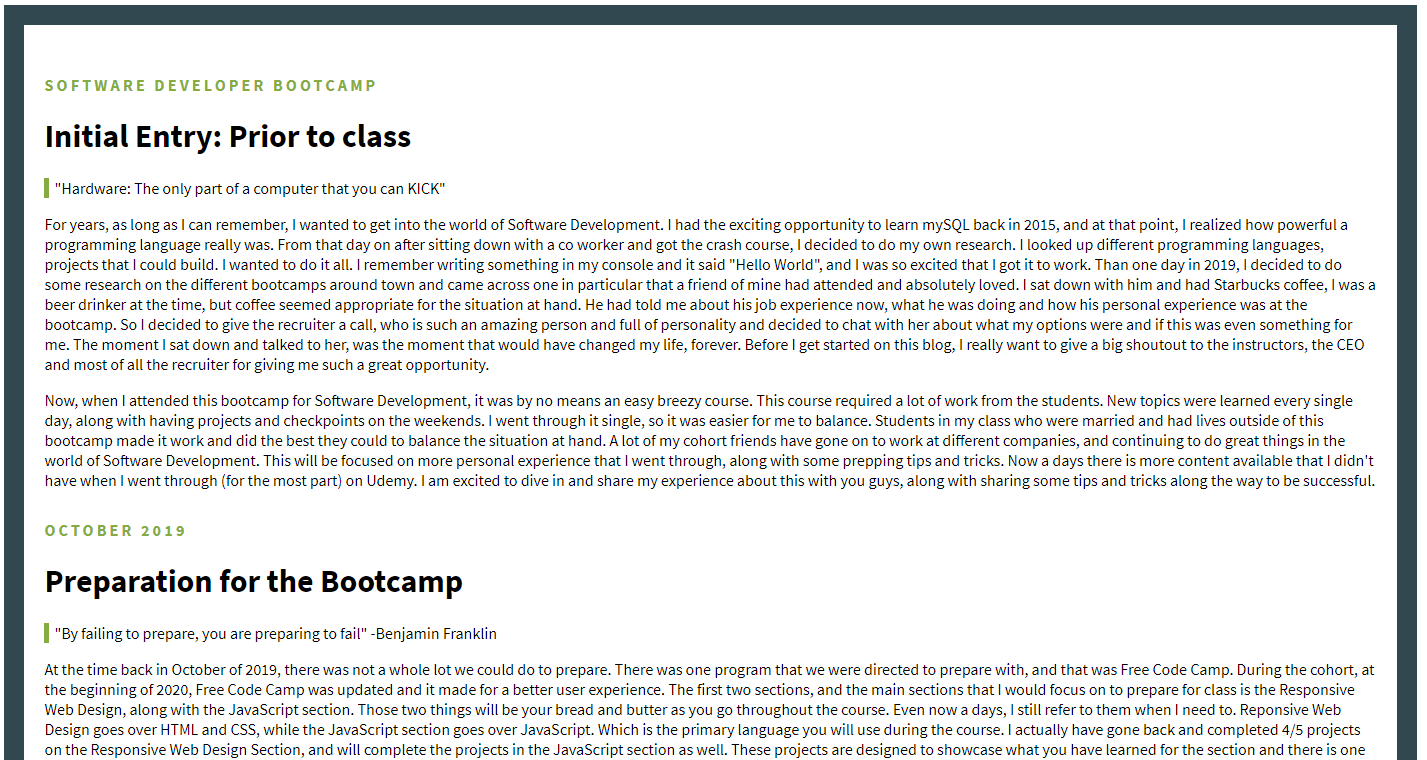 SOFTWARE DEVELOPER BOOTCAMP
Initial Entry: Prior to class
"Hardware: The only part of a computer that you can KICK"
For years, as long as I can remember, I wanted to get into the world of Software Development. I had the exciting opportunity to learn mySQL back in 2015, and at that point, I realized how powerful a
programming language really was. From that day on after sitting down with a co worker and got the crash course, I decided to do my own research. I looked up different programming languages,
projects that I could build. I wanted to do it all. I remember writing something in my console and it said "Hello World", and I was so excited that I got it to work. Than one day in 2019, I decided to do
some research on the different bootcamps around town and came across one in particular that a friend of mine had attended and absolutely loved. I sat down with him and had Starbucks coffee, I was a
beer drinker at the time, but coffee seemed appropriate for the situation at hand. He had told me about his job experience now, what he was doing and how his personal experience was at the
bootcamp. So I decided to give the recruiter a call, who is such an amazing person and full of personality and decided to chat with her about what my options were and if this was even something for
me. The moment I sat down and talked to her, was the moment that would have changed my life, forever. Before I get started on this blog, I really want to give a big shoutout to the instructors, the CEO
and most of all the recruiter for giving me such a great opportunity.
Now, when I attended this bootcamp for Software Development, it was by no means an easy breezy course. This course required a lot of work from the students. New topics were learned every single
day, along with having projects and checkpoints on the weekends. I went through it single, so it was easier for me to balance. Students in my class who were married and had lives outside of this
bootcamp made it work and did the best they could to balance the situation at hand. A lot of my cohort friends have gone on to work at different companies, and continuing to do great things in the
world of Software Development. This will be focused on more personal experience that I went through, along with some prepping tips and tricks. Now a days there is more content available that I didn't
have when I went through (for the most part) on Udemy. I am excited to dive in and share my experience about this with you guys, along with sharing some tips and tricks along the way to be successful.
OCTOBER 2019
Preparation for the Bootcamp
"By failing to prepare, you are preparing to fail" -Benjamin Franklin
At the time back in October of 2019, there was not a whole lot we could do to prepare. There was one program that we were directed to prepare with, and that was Free Code Camp. During the cohort, at
the beginning of 2020, Free Code Camp was updated and it made for a better user experience. The first two sections, and the main sections that I would focus on to prepare for class is the Responsive
Web Design, along with the JavaScript section. Those two things will be your bread and butter as you go throughout the course. Even now a days, I still refer to them when I need to. Reponsive Web
Design goes over HTML and CSS, while the JavaScript section goes over JavaScript. Which is the primary language you will use during the course. I actually have gone back and completed 4/5 projects
on the Responsive Web Design Section, and will complete the projects in the JavaScript section as well. These projects are designed to showcase what you have learned for the section and there is one